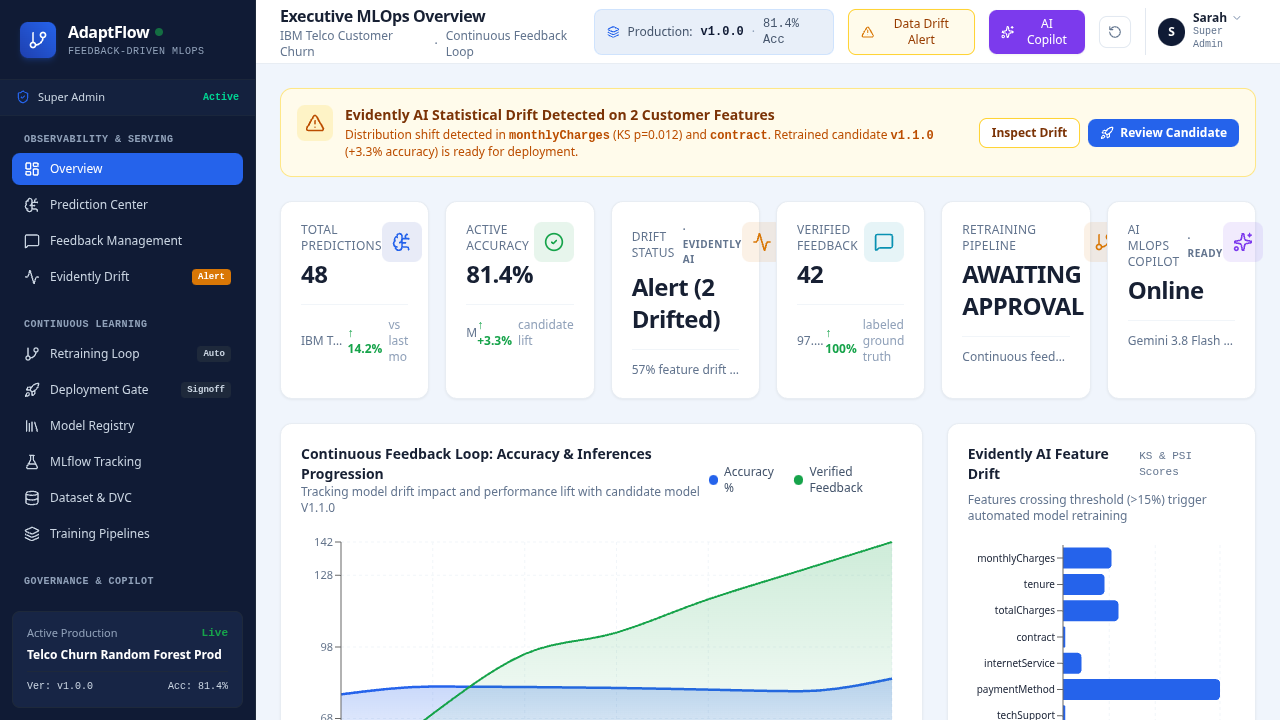 AdaptFlow
FEEDBACK-DRIVEN MLOPS
Super Admin
Active
OBSERVABILITY & SERVING
Overview
Prediction Center
Feedback Management
Evidently Drift
Alert
CONTINUOUS LEARNING
Retraining Loop
Auto
Deployment Gate
Signoff
Model Registry
MLflow Tracking
Dataset & DVC
Training Pipelines
GOVERNANCE & COPILOT
Active Production
Live
Telco Churn Random Forest Prod
Ver: v1.0.0
Acc: 81.4%
Executive MLOps Overview
IBM Telco Customer
Churn
·
Continuous Feedback
Loop
Production: v1.0.0 ·
81.4%
Acc
Data Drift
Alert
AI
Copilot
S
Sarah
Super
Admin
Evidently AI Statistical Drift Detected on 2 Customer Features
Distribution shift detected in monthlyCharges (KS p=0.012) and contract. Retrained candidate v1.1.0
(+3.3% accuracy) is ready for deployment.
Inspect Drift
Review Candidate
TOTAL
PREDICTIONS
48
IBM T...
↑
14.2%
vs
last
mo
ACTIVE
ACCURACY
81.4%
M
↑
+3.3%
candidate
lift
DRIFT
STATUS
·
EVIDENTLY
AI
Alert (2
Drifted)
57% feature drift ...
VERIFIED
FEEDBACK
42
97....
↑
100%
labeled
ground
truth
RETRAINING
PIPELINE
AWAITING
APPROVAL
Continuous feed...
AI
MLOPS
COPILOT
·
READY
Online
Gemini 3.8 Flash ...
Continuous Feedback Loop: Accuracy & Inferences
Progression
Tracking model drift impact and performance lift with candidate model
V1.1.0
Accuracy
%
Verified
Feedback
142
128
98
68
Evidently AI Feature
Drift
KS & PSI
Scores
Features crossing threshold (>15%) trigger
automated model retraining
monthlyCharges
tenure
totalCharges
contract
internetService
paymentMethod
techSupport